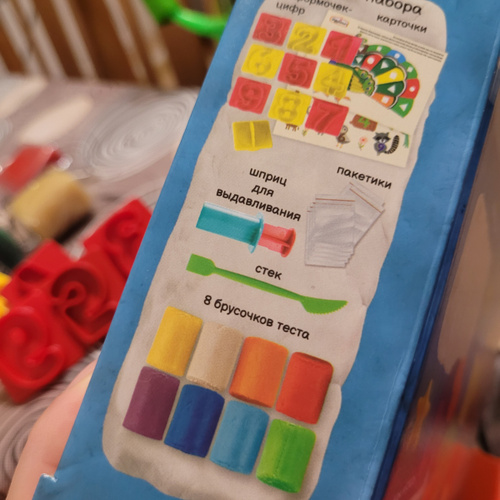 набора
формочек-
цифр
карточки
шприц
для
выдавливания
пакетики
стек
8 брусочков теста